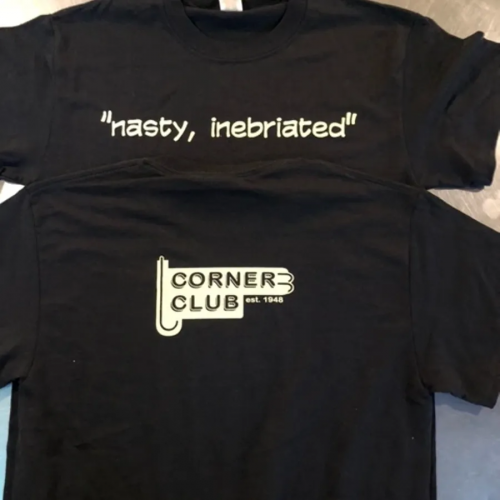 "nasty, inebriated"
CORNER
CLUB est. 1948